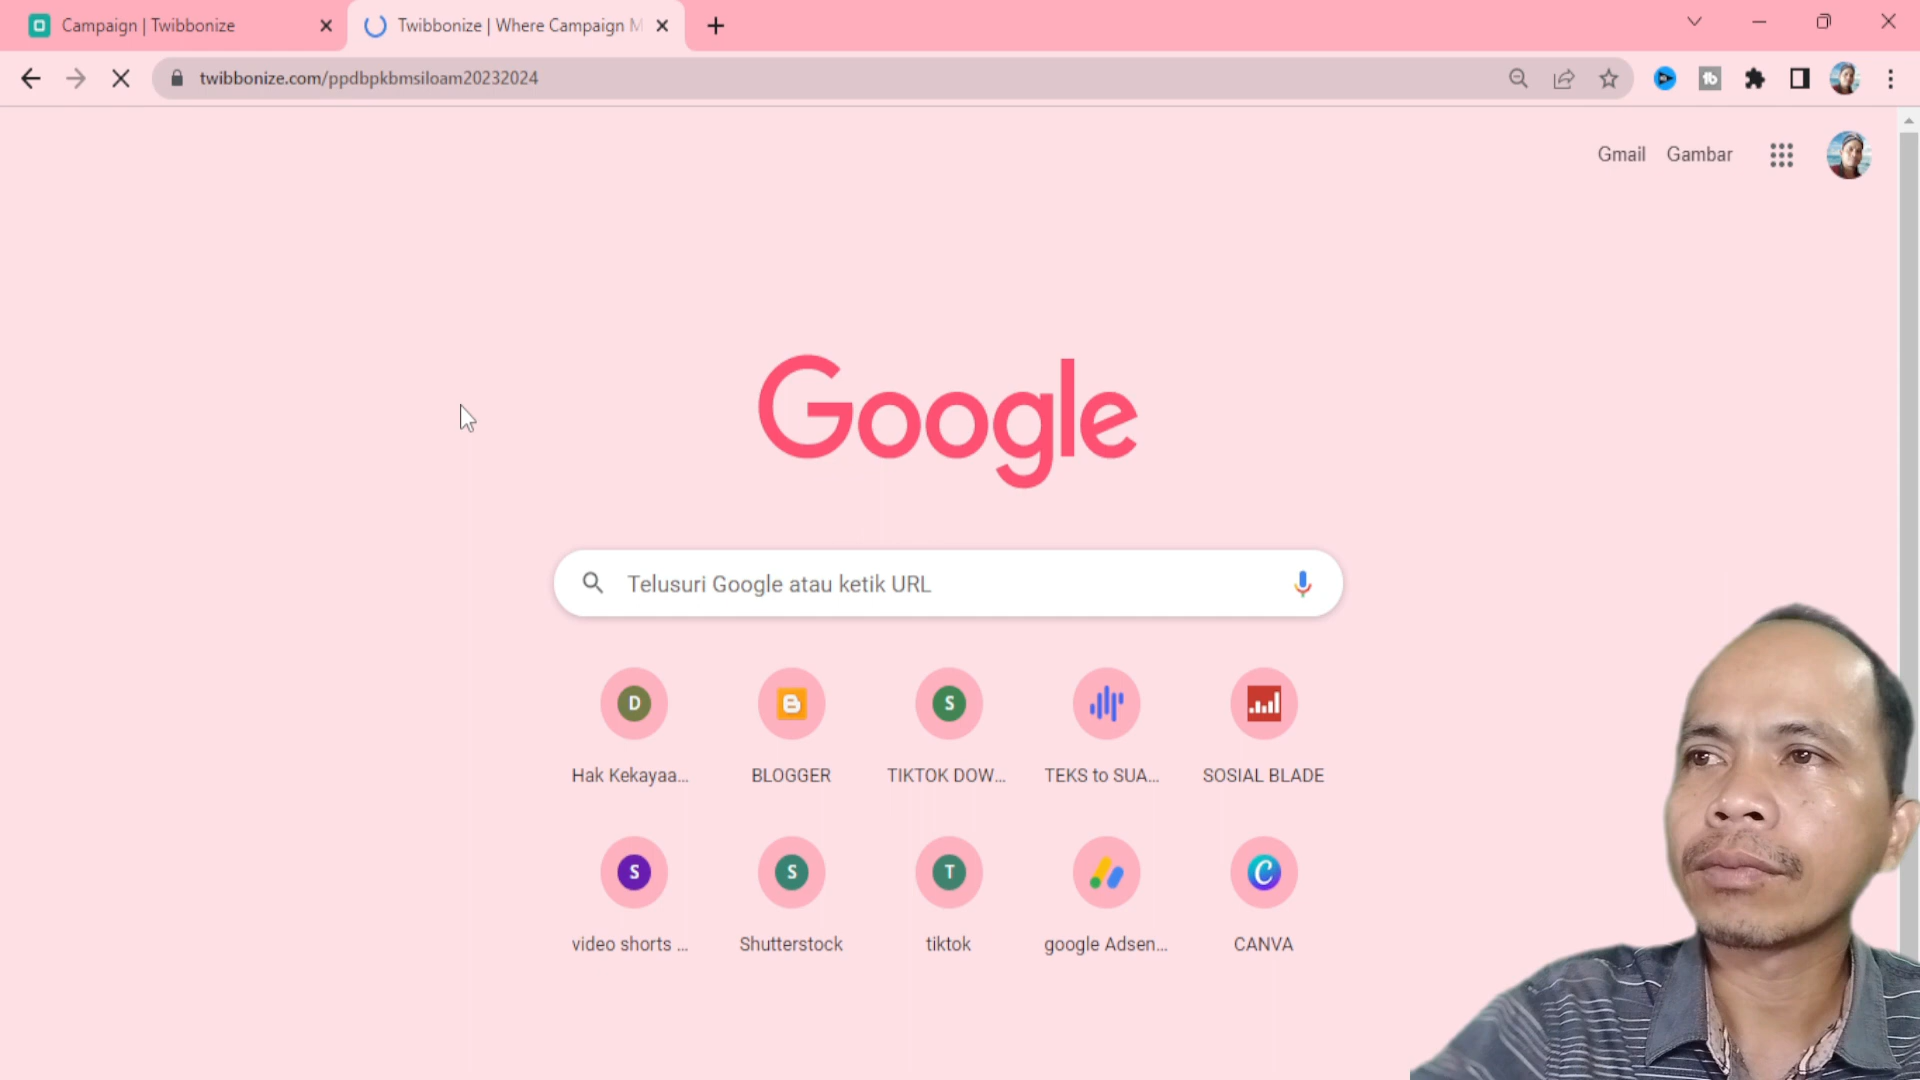 Campaign | Twibbonize
Twibbonize | Where Campaign M
twibbonize.com/ppdbpkbmsiloam20232024
tb
Gmail Gambar
Google
Telusuri Google atau ketik URL
D
S
Hak Kekayaa... BLOGGER TIKTOK DOW... TEKS to SUA... SOSIAL BLADE
S S T C
video shorts ... Shutterstock tiktok google Adsen... CANVA